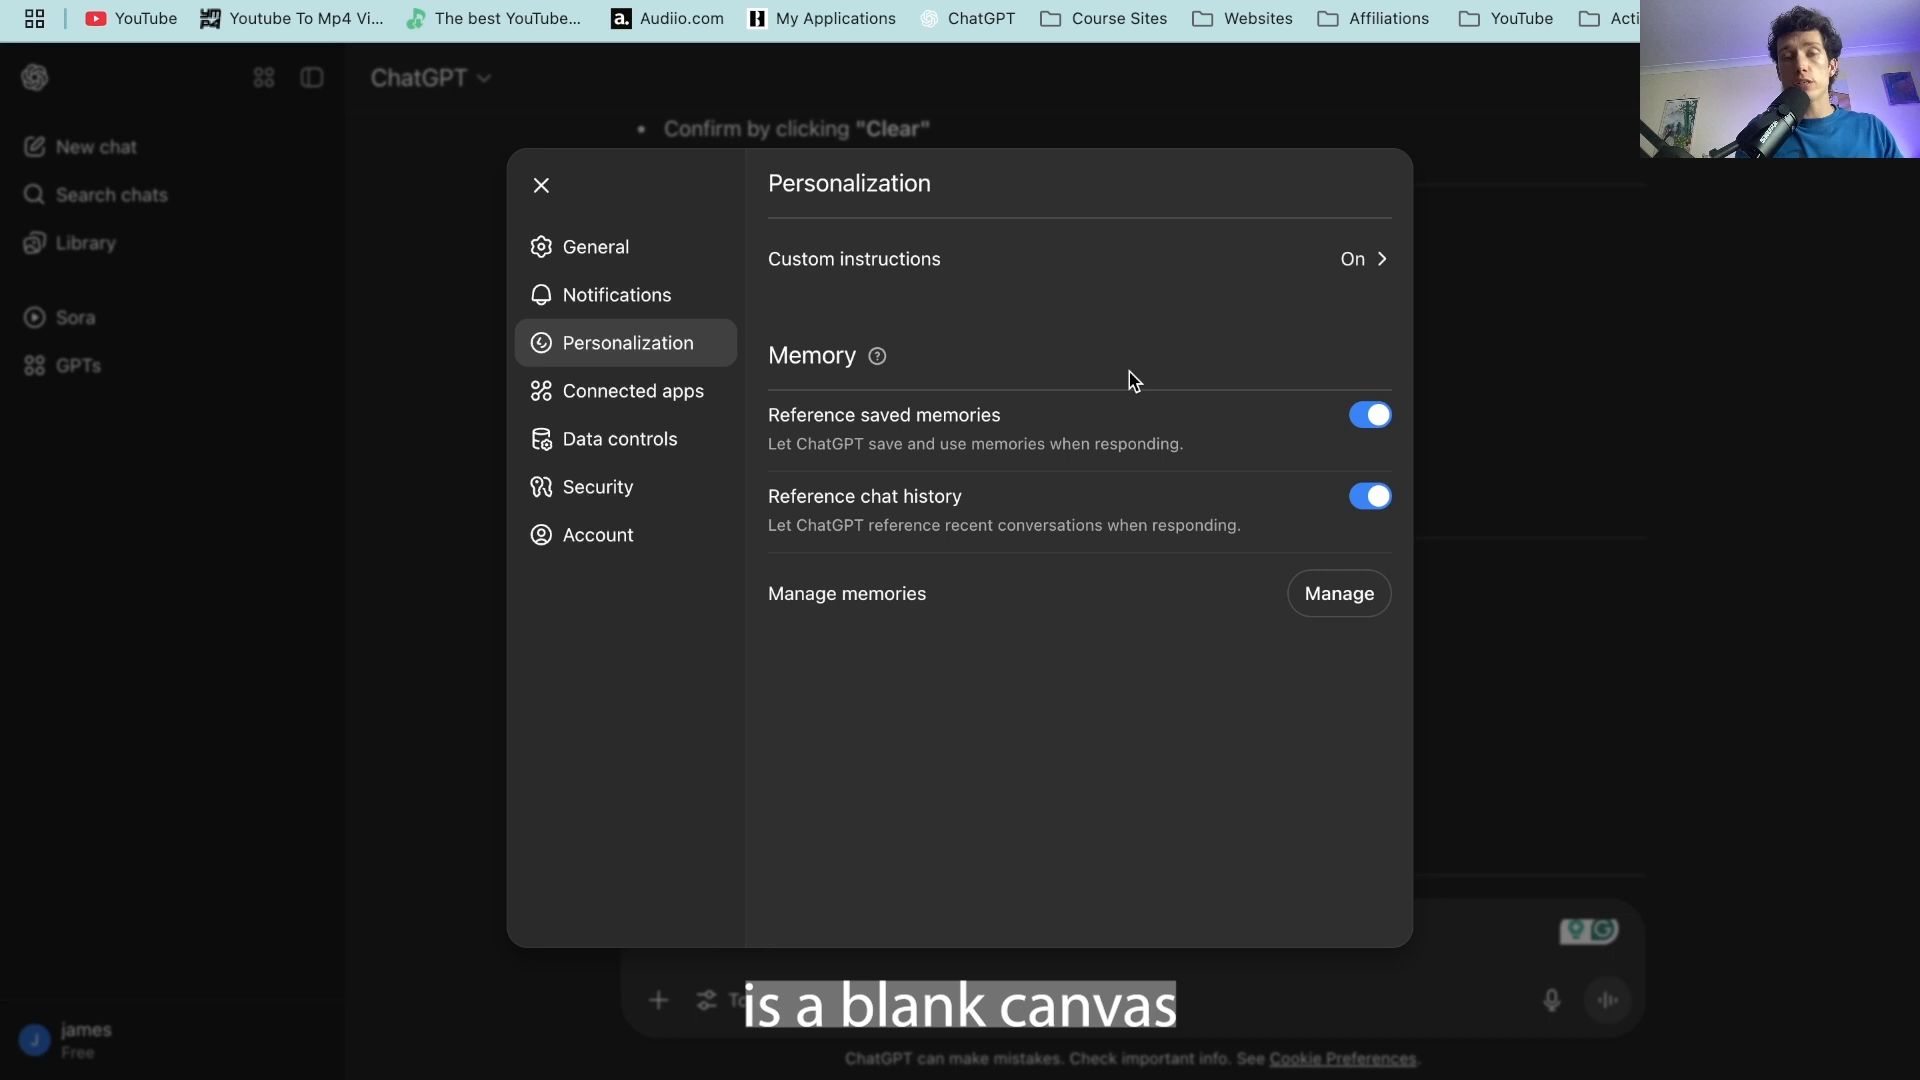 YouTube
Youtube To Mp4 Vi...
The best YouTube...
a. Audiio.com
My Applications
ChatGPT
Course Sites
Websites
Affiliations
YouTube
Acti
ChatGPT
New chat
Search chats
Library
Sora
GPTs
Confirm by clicking "Clear"
General
Notifications
Personalization
Connected apps
Data controls
Security
Account
Personalization
Custom instructions
On
Memory
Reference saved memories
Let ChatGPT save and use memories when responding.
Reference chat history
Let ChatGPT reference recent conversations when responding.
Manage memories
Manage
is a blank canvas
J
james
Free
ChatGPT can make mistakes. Check important info. See Cookie Preferences.